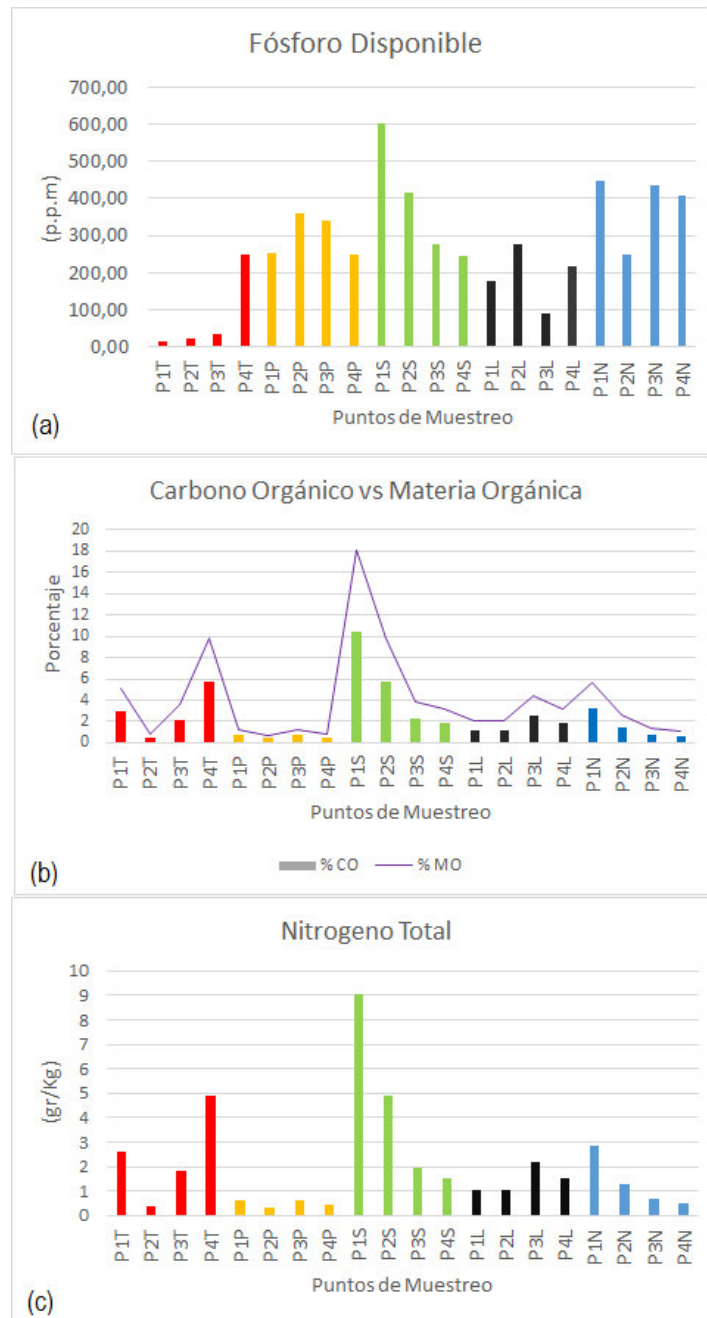 Fósforo Disponible
700,00
600,00
500,00
400,00
300,00
200,00
100,00
0,00
(p.p.m)
P1T P2T P3T P4T P1P P2P P3P P4P P1S P2S P3S P4S P1L P2L P3L P4L P1N P2N P3N P4N
Puntos de Muestreo
(a)
Carbono Orgánico vs Materia Orgánica
20
18
16
14
12
10
8
6
4
2
0
Porcentaje
P1T P2T P3T P4T P1P P2P P3P P4P P1S P2S P3S P4S P1L P2L P3L P4L P1N P2N P3N P4N
Puntos de Muestreo
% CO % MO
(b)
Nitrogeno Total
10
9
8
7
6
5
4
3
2
1
0
(gr/Kg)
P1T P2T P3T P4T P1P P2P P3P P4P P1S P2S P3S P4S P1L P2L P3L P4L P1N P2N P3N P4N
Puntos de Muestreo
(c)